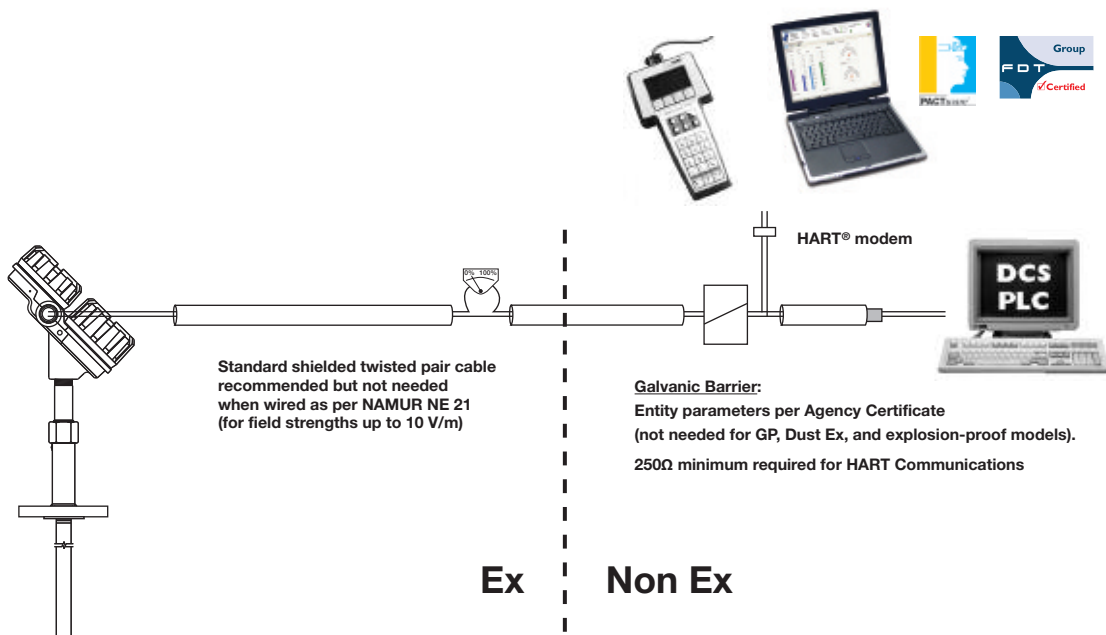 PACTware
FDT
Group
Certified
HART® modem
DCS
PLC
0% 100%
Standard shielded twisted pair cable
recommended but not needed
when wired as per NAMUR NE 21
(for field strengths up to 10 V/m)
Galvanic Barrier:
Entity parameters per Agency Certificate
(not needed for GP, Dust Ex, and explosion-proof models).
250Ω minimum required for HART Communications
Ex
Non Ex